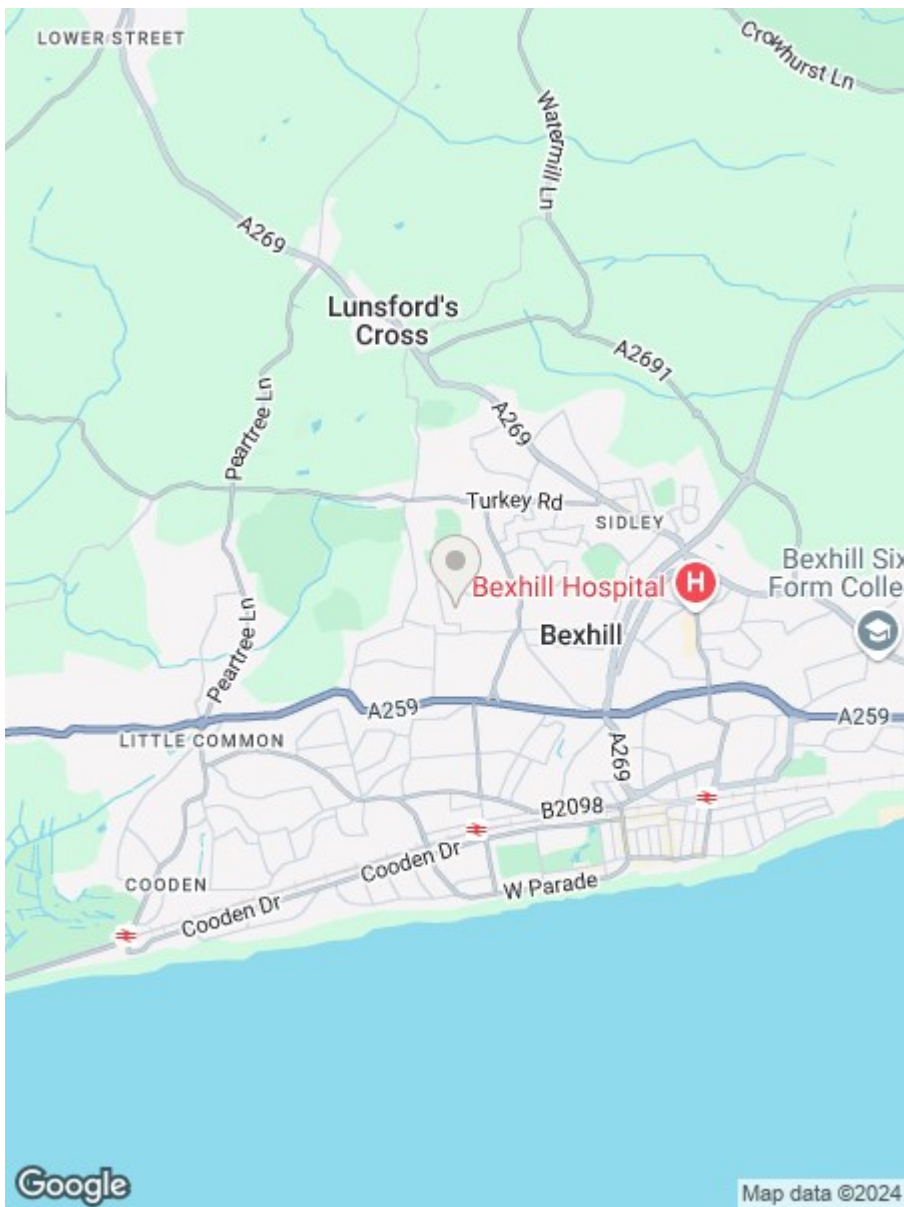 LOWER STREET
Crowhurst Ln
Watermill Ln
A269
Lunsford's
Cross
A2691
Peartree Ln
A269
Turkey Rd
SIDLEY
Bexhill Six
Form Colle
Bexhill Hospital
H
Bexhill
Peartree Ln
A259
A259
LITTLE COMMON
A269
B2098
Cooden Dr
COODEN
W Parade
Cooden Dr
Google
Map data ©2024